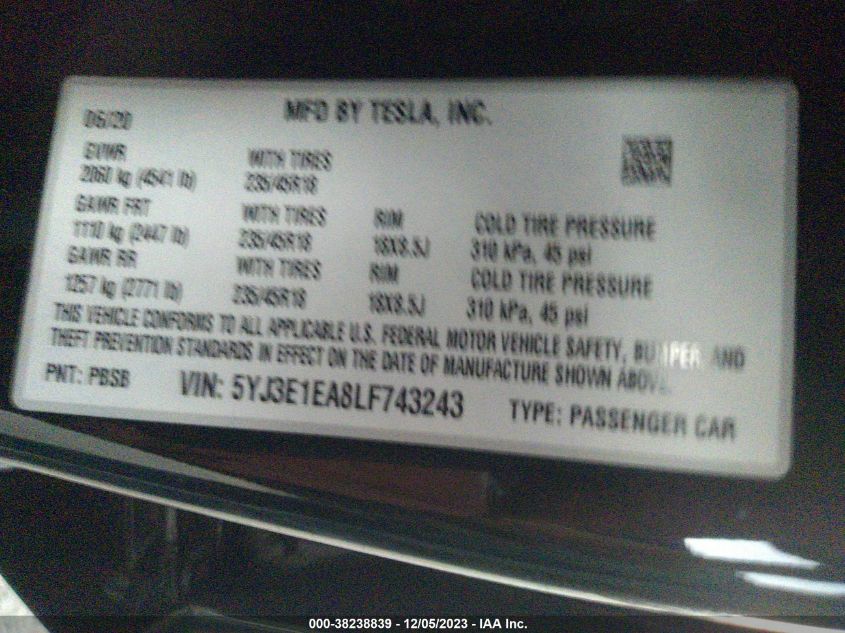 06/20 MFD BY TESLA, INC.
GVWR
2060 kg (4541 lb) WITH TIRES 235/45R18
GAWR FRT WITH TIRES RIM COLD TIRE PRESSURE
1110 kg (2447 lb) 235/45R18 18X8.5J 310 kPa, 45 psi
GAWR RR WITH TIRES RIM COLD TIRE PRESSURE
1257 kg (2771 lb) 235/45R18 18X8.5J 310 kPa, 45 psi
THIS VEHICLE CONFORMS TO ALL APPLICABLE U.S. FEDERAL MOTOR VEHICLE SAFETY, BUMPER, AND
THEFT PREVENTION STANDARDS IN EFFECT ON THE DATE OF MANUFACTURE SHOWN ABOVE.
PNT: PBSB VIN: 5YJ3E1EA8LF743243 TYPE: PASSENGER CAR
000-38238839 - 12/05/2023 - IAA Inc.